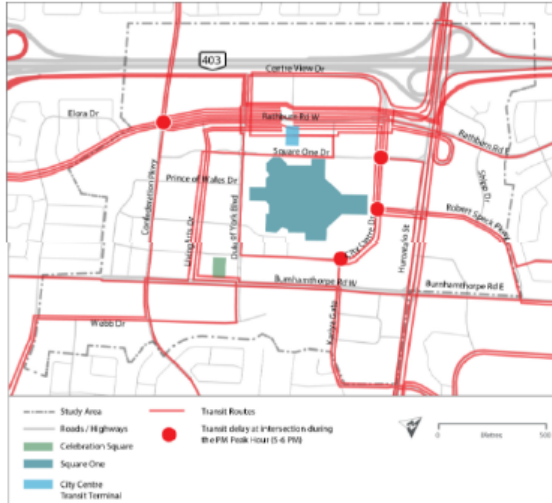 403
Centre View Dr
Elora Dr
Rathburn Rd W
Rathburn Rd E
Square One Dr
Prince of Wales Dr
Confederation Pkwy
Living Arts Dr
Duke of York Blvd
City Centre Dr
Robert Speck Pkwy
Hurontario St
Burnhamthorpe Rd W
Burnhamthorpe Rd E
Kariya Gate
Webb Dr
Study Area
Roads / Highways
Celebration Square
Square One
City Centre
Transit Terminal
Transit Routes
Transit delay at intersection during
the PM Peak Hour (5-6 PM)
0
Metres
500